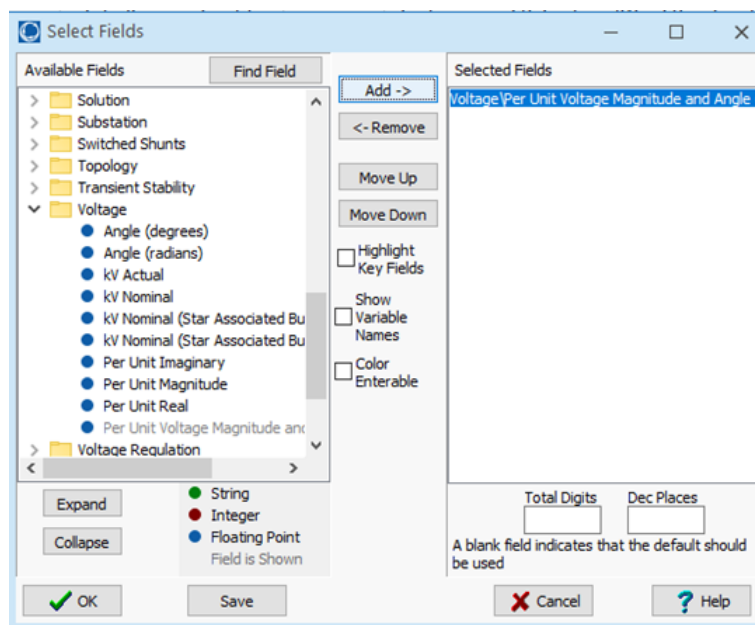 Select Fields
Available Fields
Find Field
Solution
Substation
Switched Shunts
Topology
Transient Stability
Voltage
Angle (degrees)
Angle (radians)
kV Actual
kV Nominal
kV Nominal (Star Associated Bu
kV Nominal (Star Associated Bu
Per Unit Imaginary
Per Unit Magnitude
Per Unit Real
Per Unit Voltage Magnitude and
Voltage Regulation
Expand
Collapse
String
Integer
Floating Point
Field is Shown
Add ->
<- Remove
Move Up
Move Down
Highlight
Key Fields
Show
Variable
Names
Color
Enterable
Selected Fields
Voltage\Per Unit Voltage Magnitude and Angle
Total Digits
Dec Places
A blank field indicates that the default should
be used
OK
Save
Cancel
? Help